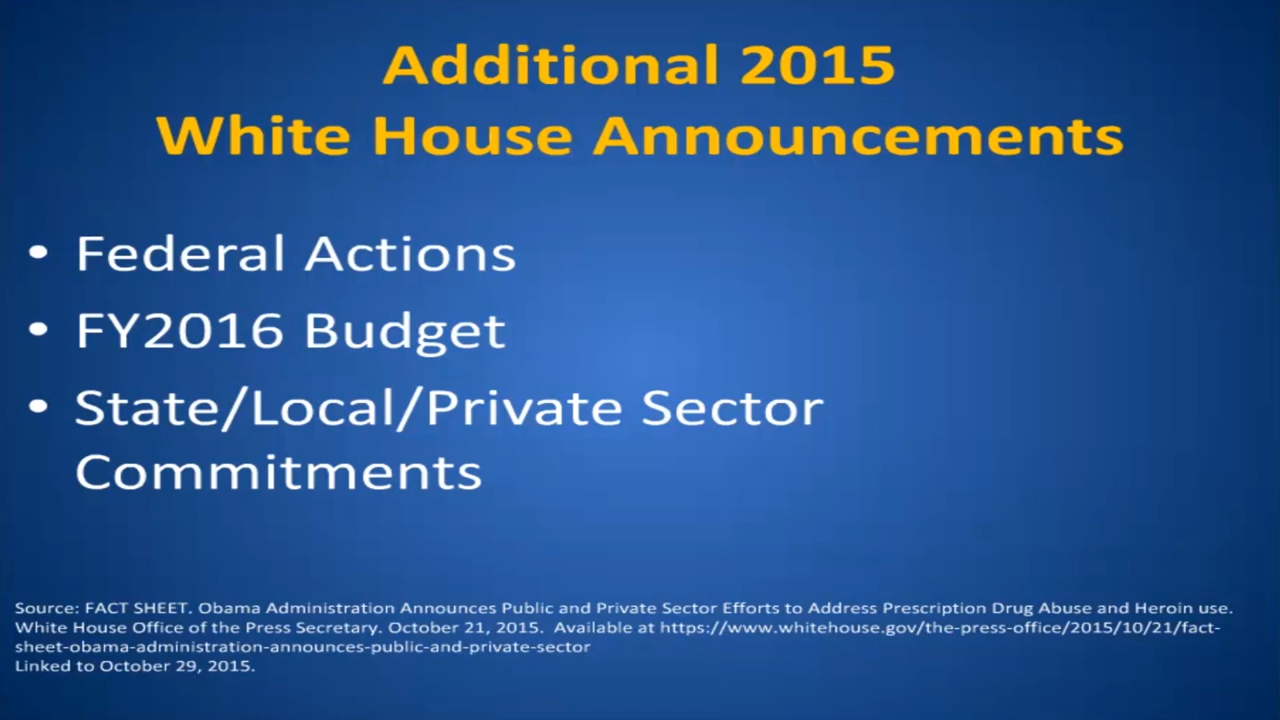 Additional 2015
White House Announcements
• Federal Actions
• FY2016 Budget
• State/Local/Private Sector
Commitments
Source: FACT SHEET. Obama Administration Announces Public and Private Sector Efforts to Address Prescription Drug Abuse and Heroin use.
White House Office of the Press Secretary. October 21, 2015.  Available at https://www.whitehouse.gov/the-press-office/2015/10/21/fact-
sheet-obama-administration-announces-public-and-private-sector
Linked to October 29, 2015.